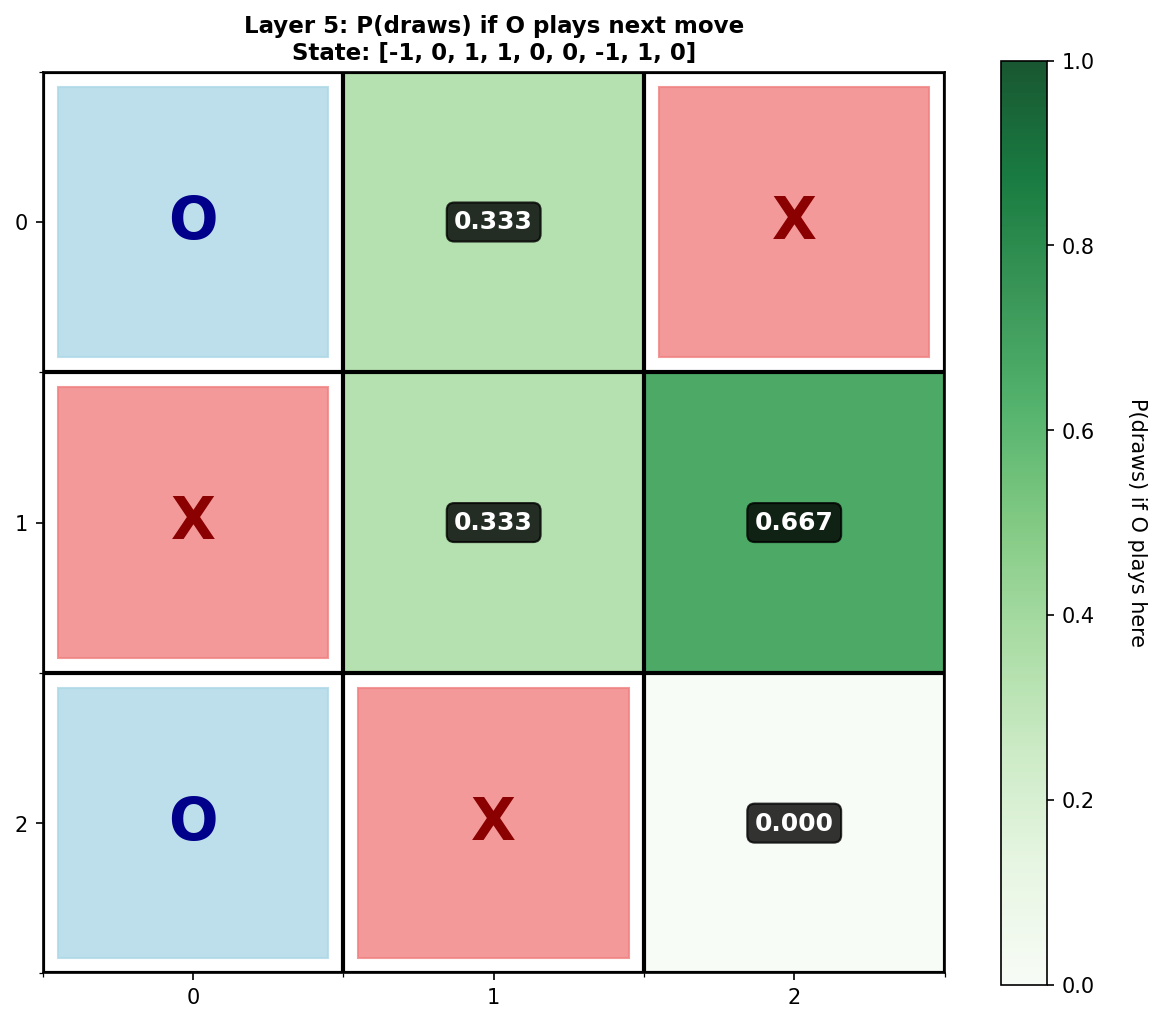 Layer 5: P(draws) if O plays next move
State: [-1, 0, 1, 1, 0, 0, -1, 1, 0]
0 O 0.333 X
1 X 0.333 0.667
2 O X 0.000
0 1 2
1.0
0.8
0.6
0.4
0.2
0.0
P(draws) if O plays here